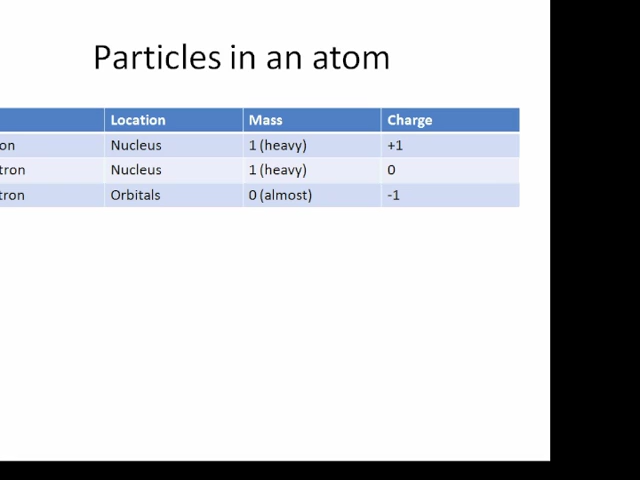 Particles in an atom
Location Mass Charge
on Nucleus 1 (heavy) +1
tron Nucleus 1 (heavy) 0
tron Orbitals 0 (almost) -1